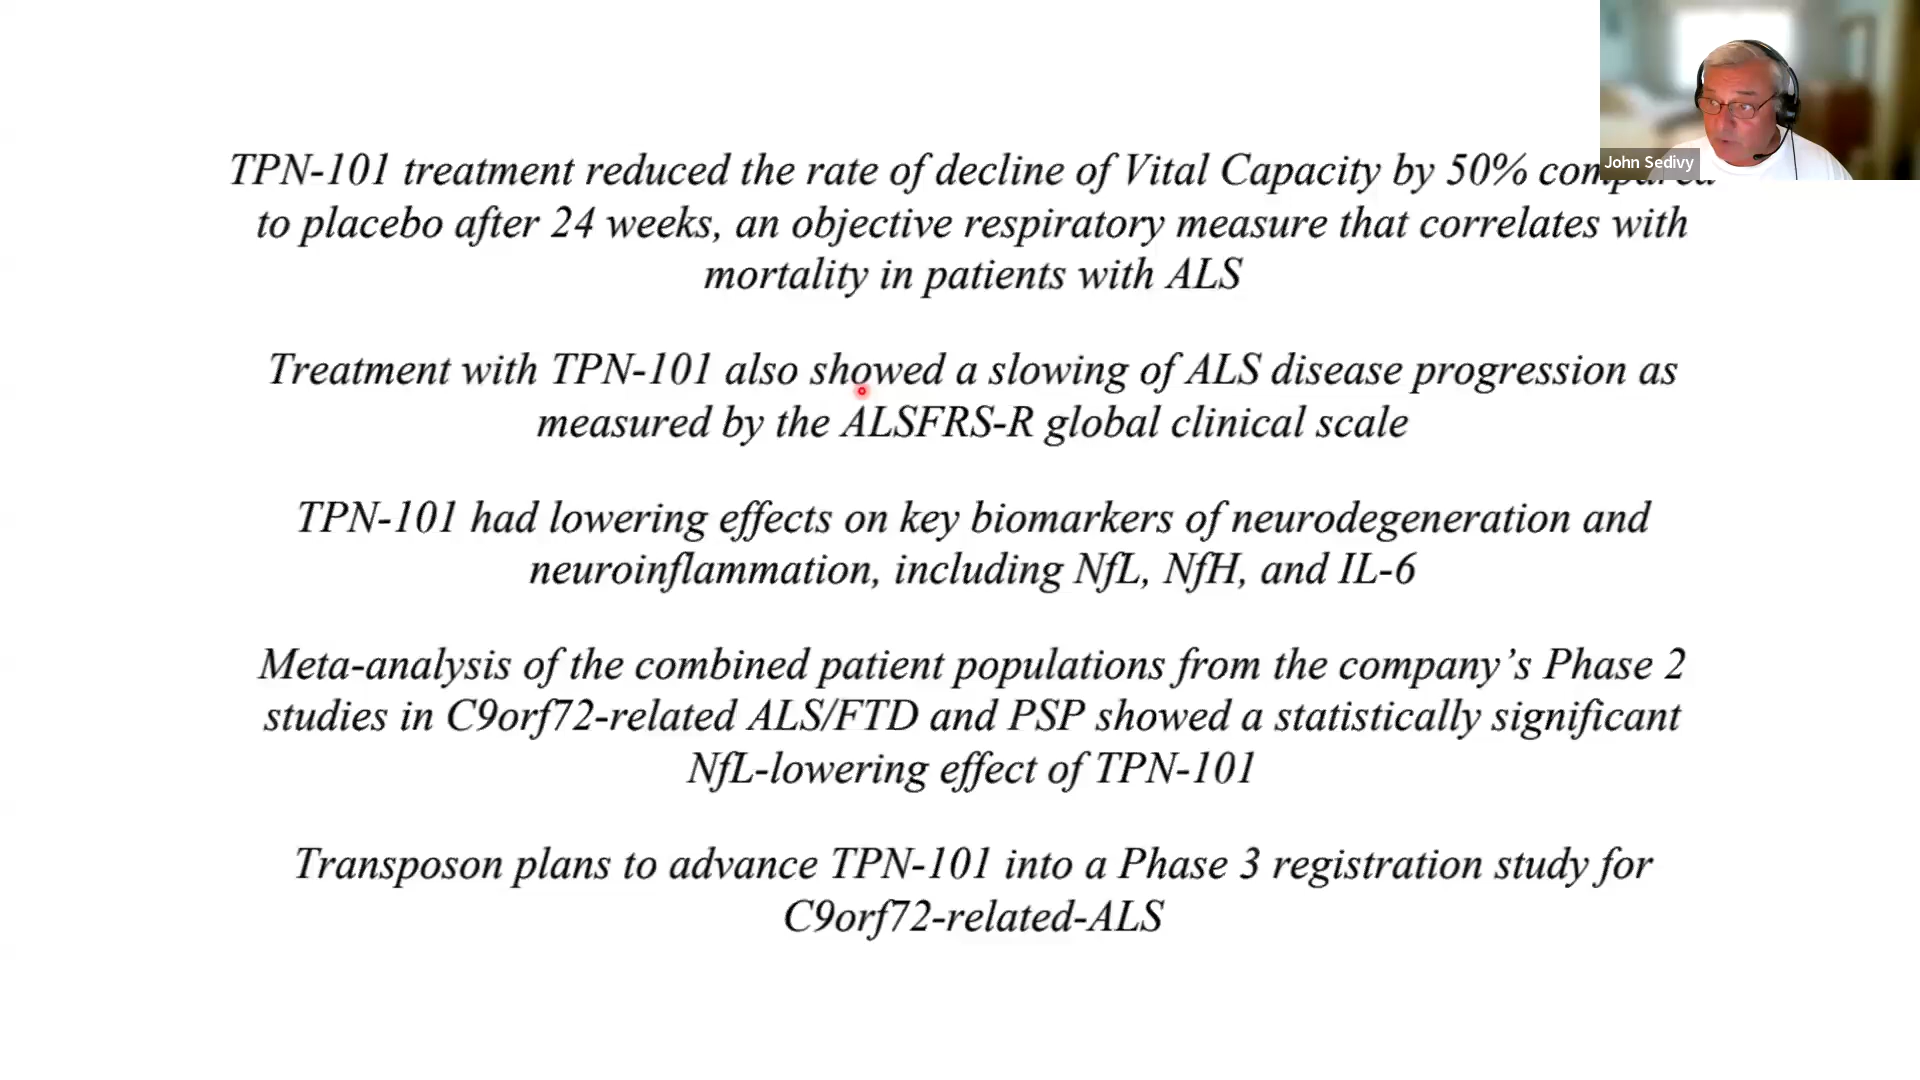 John Sedivy
TPN-101 treatment reduced the rate of decline of Vital Capacity by 50% compared
to placebo after 24 weeks, an objective respiratory measure that correlates with
mortality in patients with ALS
Treatment with TPN-101 also showed a slowing of ALS disease progression as
measured by the ALSFRS-R global clinical scale
TPN-101 had lowering effects on key biomarkers of neurodegeneration and
neuroinflammation, including NfL, NfH, and IL-6
Meta-analysis of the combined patient populations from the company’s Phase 2
studies in C9orf72-related ALS/FTD and PSP showed a statistically significant
NfL-lowering effect of TPN-101
Transposon plans to advance TPN-101 into a Phase 3 registration study for
C9orf72-related-ALS